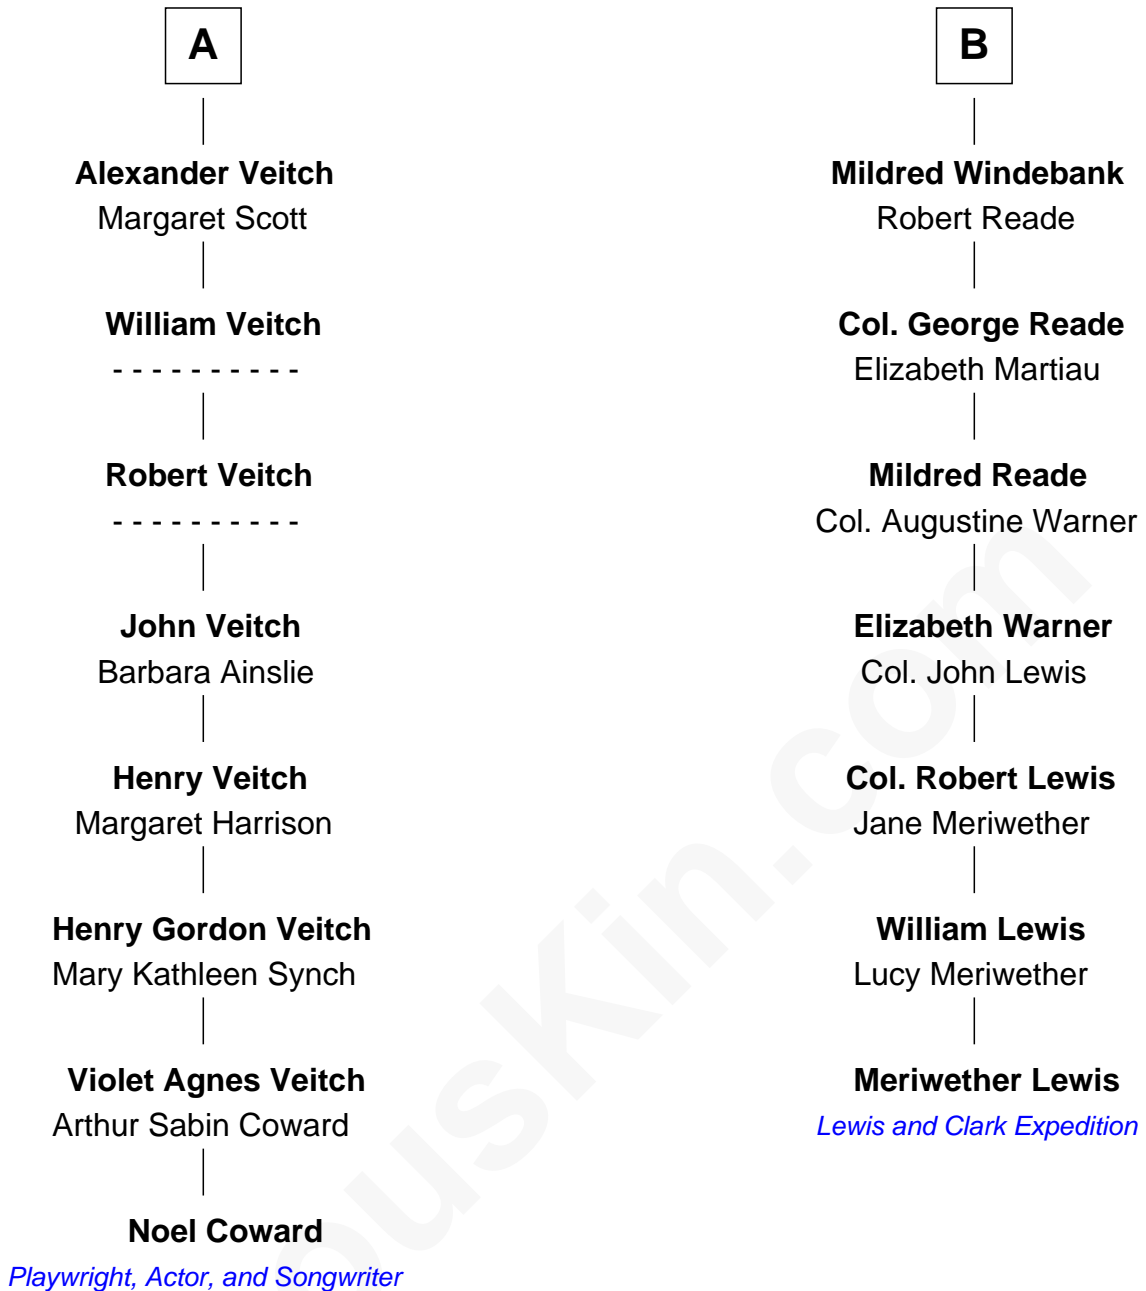 A
Alexander Veitch
Margaret Scott
William Veitch
- - - - - - - - - -
Robert Veitch
- - - - - - - - - -
John Veitch
Barbara Ainslie
Henry Veitch
Margaret Harrison
Henry Gordon Veitch
Mary Kathleen Synch
Violet Agnes Veitch
Arthur Sabin Coward
Noel Coward
Playwright, Actor, and Songwriter
B
Mildred Windebank
Robert Reade
Col. George Reade
Elizabeth Martiau
Mildred Reade
Col. Augustine Warner
Elizabeth Warner
Col. John Lewis
Col. Robert Lewis
Jane Meriwether
William Lewis
Lucy Meriwether
Meriwether Lewis
Lewis and Clark Expedition
ousKin.com